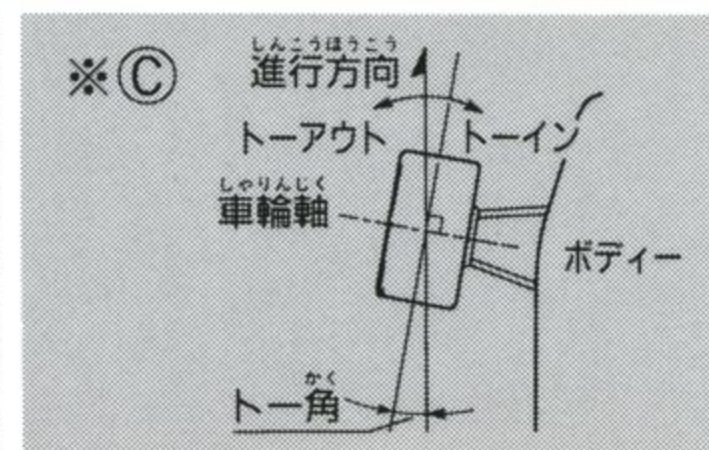 ※Ⓒ
しんこうほうこう
進行方向
トーアウト トーイン
しゃりんじく
車輪軸
ボディー
かく
トー角